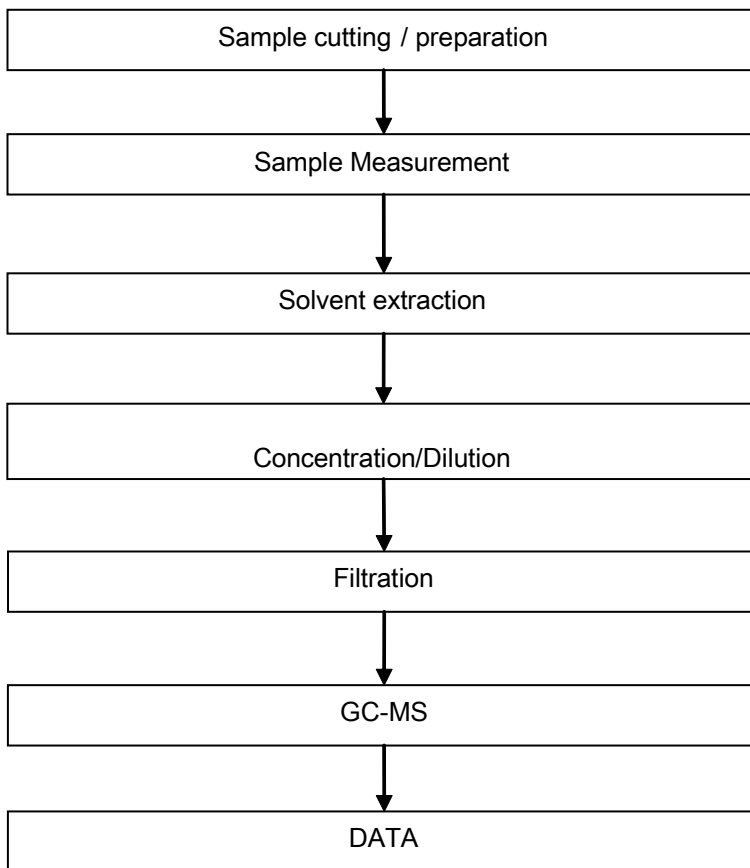 Sample cutting / preparation
Sample Measurement
Solvent extraction
Concentration/Dilution
Filtration
GC-MS
DATA